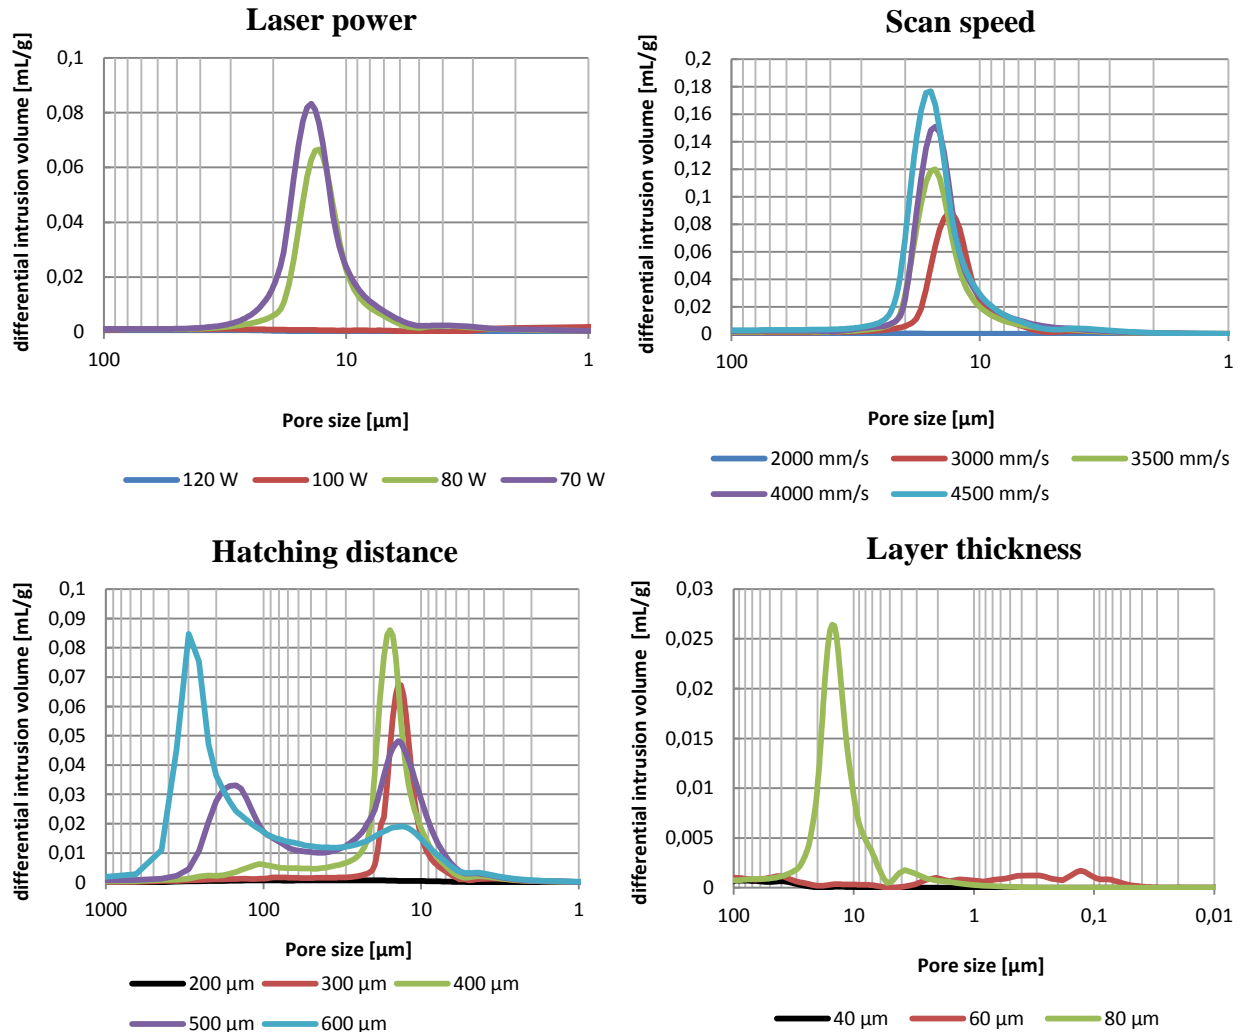 Laser power
differential intrusion volume [mL/g]
0,1
0,08
0,06
0,04
0,02
0
100 10 1
Pore size [µm]
120 W 100 W 80 W 70 W
Scan speed
differential intrusion volume [mL/g]
0,2
0,18
0,16
0,14
0,12
0,1
0,08
0,06
0,04
0,02
0
100 10 1
Pore size [µm]
2000 mm/s 3000 mm/s 3500 mm/s
4000 mm/s 4500 mm/s
Hatching distance
differential intrusion volume [mL/g]
0,1
0,09
0,08
0,07
0,06
0,05
0,04
0,03
0,02
0,01
0
1000 100 10 1
Pore size [µm]
200 µm 300 µm 400 µm
500 µm 600 µm
Layer thickness
differential intrusion volume [mL/g]
0,03
0,025
0,02
0,015
0,01
0,005
0
100 10 1 0,1 0,01
Pore size [µm]
40 µm 60 µm 80 µm